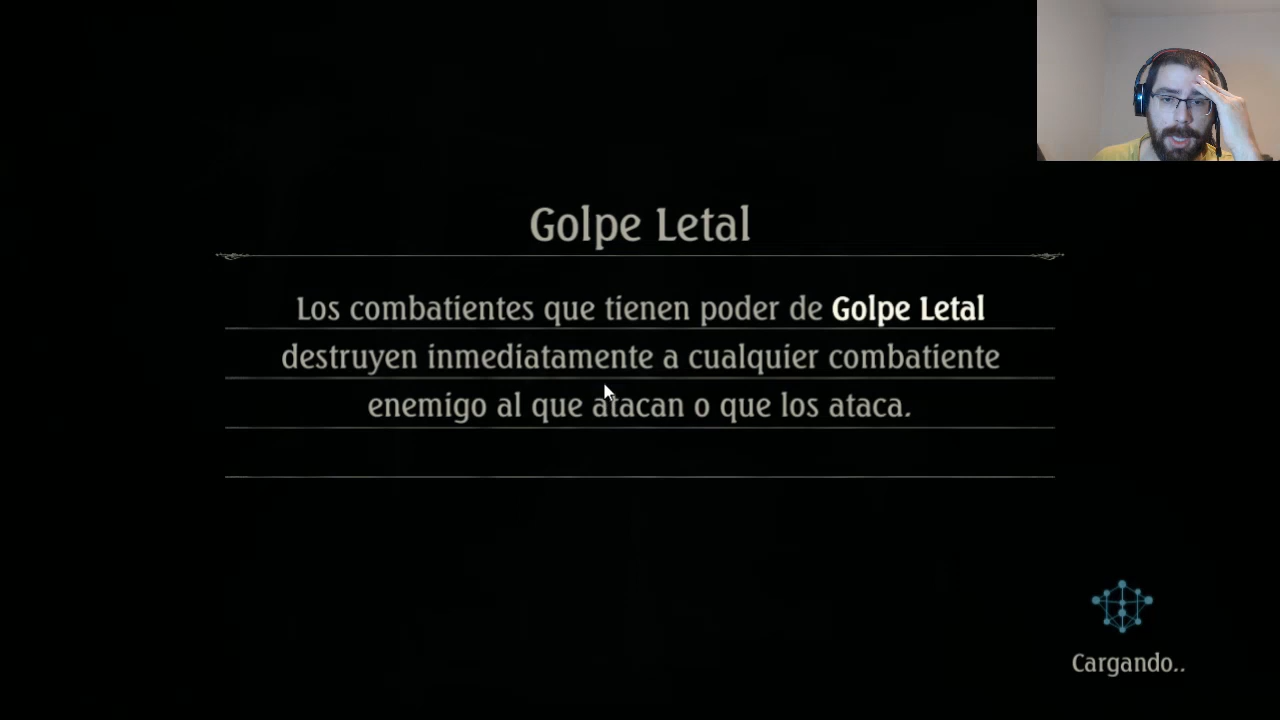 Golpe Letal
Los combatientes que tienen poder de Golpe Letal
destruyen inmediatamente a cualquier combatiente
enemigo al que atacan o que los ataca.
Cargando..